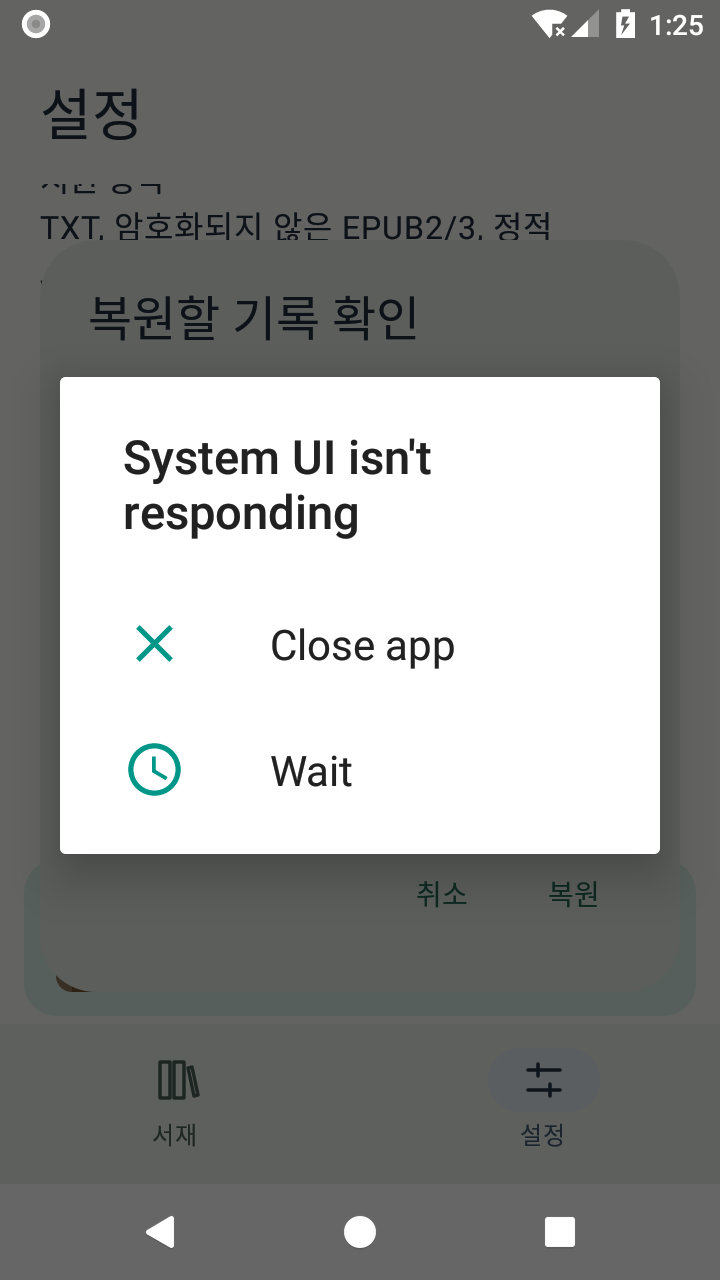 1:25
설정
TXT, 암호화되지 않은 EPUB2/3, 정적
복원할 기록 확인
System UI isn't
responding
Close app
Wait
취소
복원
서재
설정